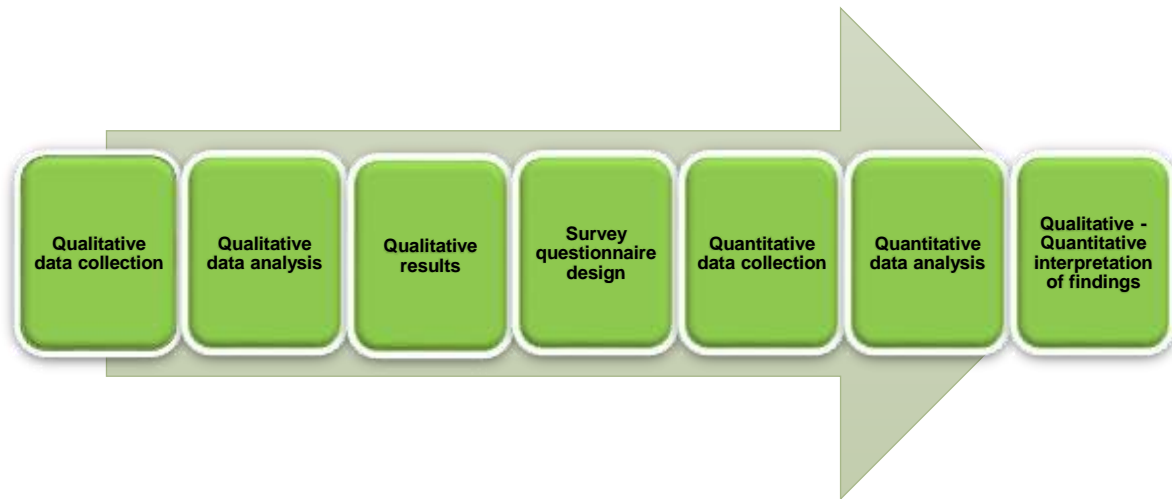 Qualitative
data collection
Qualitative
data analysis
Qualitative
results
Survey
questionnaire
design
Quantitative
data collection
Quantitative
data analysis
Qualitative -
Quantitative
interpretation
of findings